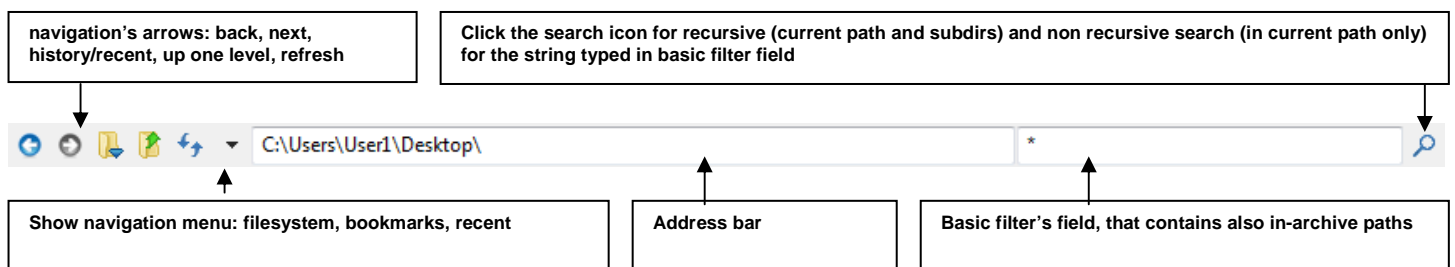 navigation's arrows: back, next,
history/recent, up one level, refresh
Click the search icon for recursive (current path and subdirs) and non recursive search (in current path only)
for the string typed in basic filter field
C:\Users\User1\Desktop\
*
Show navigation menu: filesystem, bookmarks, recent
Address bar
Basic filter's field, that contains also in-archive paths